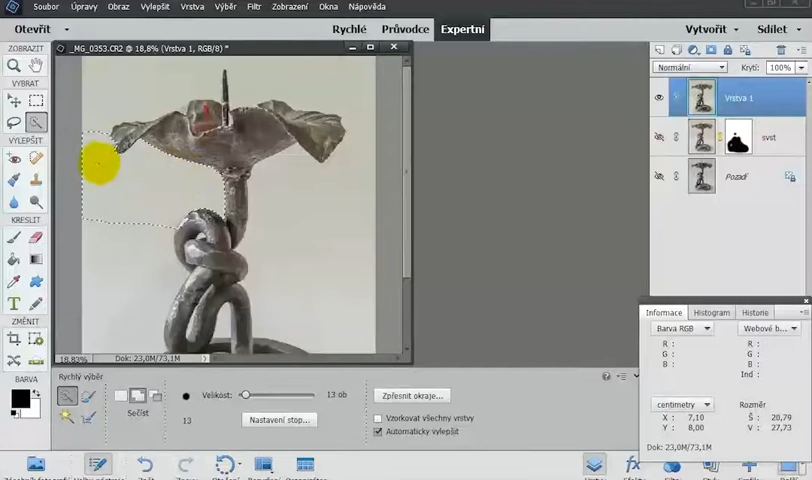 Soubor Úpravy Obraz Vylepšit Vrstva Výběr Filtr Zobrazení Okna Nápověda
Otevřít Rychlé Průvodce Expertní Vytvořit Sdílet
ZOBRAZIT
VYBRAT
VYLEPŠIT
KRESLIT
ZMĚNIT
BARVA
_MG_0353.CR2 @ 18,8% (Vrstva 1, RGB/8) *
18,83% Dok: 23,0M/73,1M
Normální Krytí: 100%
Vrstva 1
svst
Pozadí
Informace Histogram Historie
Barva RGB Webové b...
R : R :
G : G :
B : B :
Ind :
centimetry Rozměr
X : 7,10 Š : 20,79
Y : 8,00 V : 27,73
Dok: 23,0M/73,1M
Rychlý výběr
Sečíst
13
Velikost: 13 ob
Nastavení stop...
Zpřesnit okraje...
Vzorkovat všechny vrstvy
Automaticky vylepšit